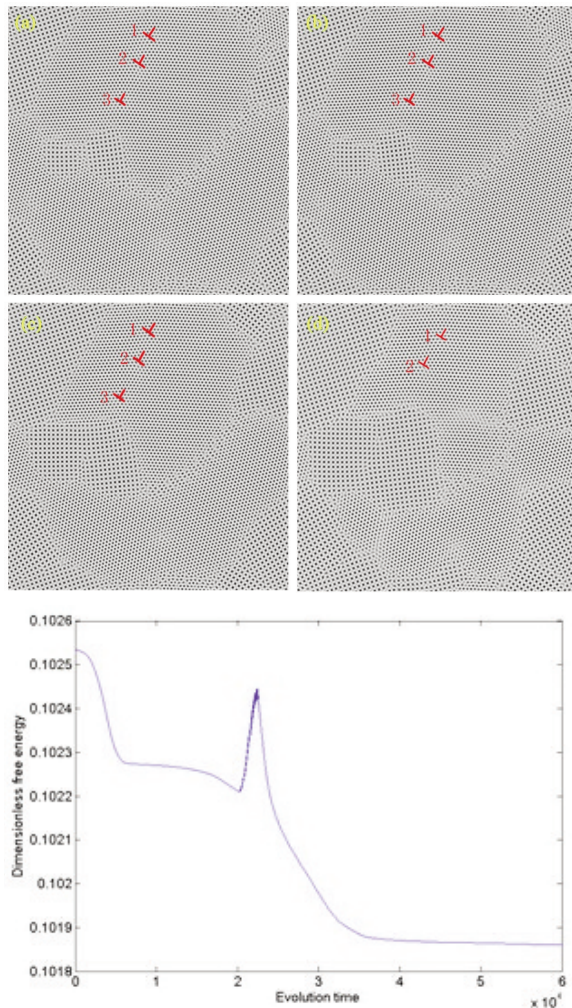 (a)
1
2
3
(b)
1
2
3
(c)
1
2
3
(d)
1
2
0.1026
0.1025
0.1024
0.1023
0.1022
0.1021
0.102
0.1019
0.1018
Dimensionless free energy
0 1 2 3 4 5 6
Evolution time
x 10⁴